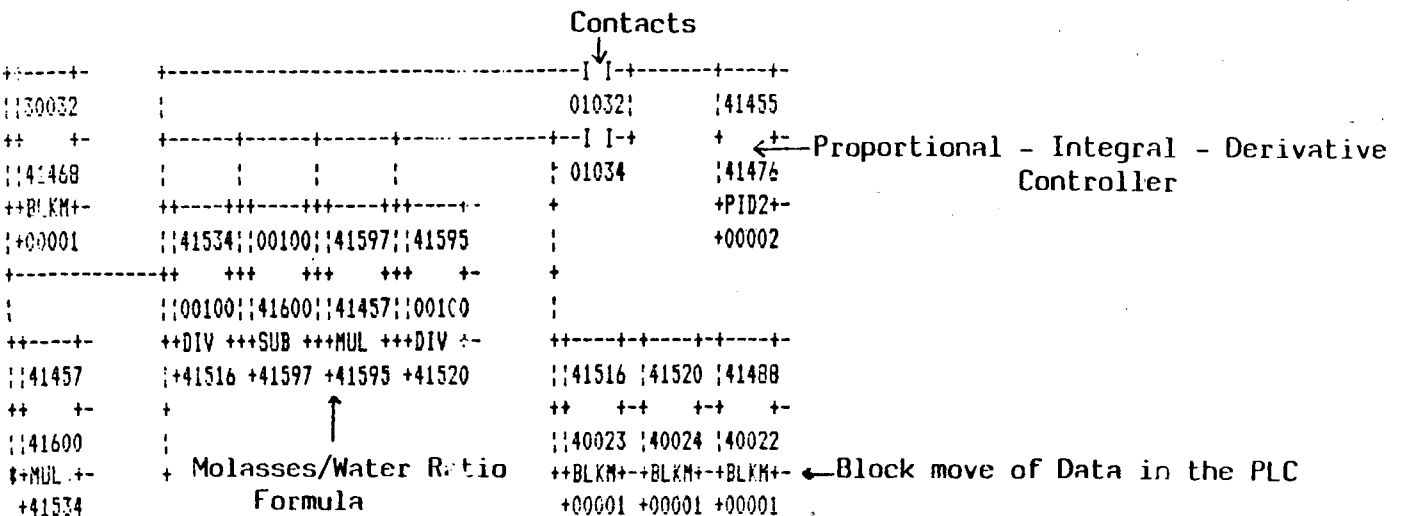 Contacts
++-----+- +--------------------------------------------I I-+-------+----+-
¦¦30032 ¦ 01032¦ ¦41455
++ +- +------+------+------+--------------+--I I-+ + +- Proportional - Integral - Derivative
¦¦41468 ¦ ¦ ¦ ¦ ¦ 01034 ¦41476 Controller
++BLKM+- ++----+++----+++----+++----+- + +PID2+-
¦+00001 ¦¦41534¦¦00100¦¦41597¦¦41595 ¦ +00002
+-------------++ +++ +++ +++ +- +
¦ ¦¦00100¦¦41600¦¦41457¦¦00100 ¦
++----+- ++DIV +++SUB +++MUL +++DIV +- ++----+-+----+-+----+-
¦¦41457 ¦+41516 +41597 +41595 +41520 ¦¦41516 ¦41520 ¦41488
++ +- + ++ +-+ +-+ +-
¦¦41600 ¦ Molasses/Water Ratio ¦¦40023 ¦40024 ¦40022
++MUL +- + Formula ++BLKM+-+BLKM+-+BLKM+- Block move of Data in the PLC
+41534 +00001 +00001 +00001